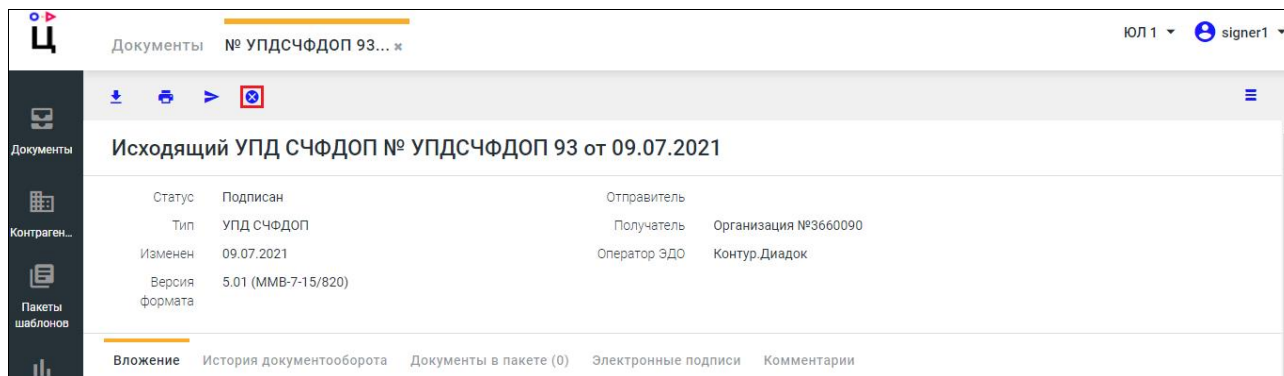 Ц
Документы № УПДСЧФДОП 93... × ЮЛ 1 signer1
Документы
Исходящий УПД СЧФДОП № УПДСЧФДОП 93 от 09.07.2021
Контраген...
Статус Подписан Отправитель
Тип УПД СЧФДОП Получатель Организация №3660090
Изменен 09.07.2021 Оператор ЭДО Контур.Диадок
Версия формата 5.01 (ММВ-7-15/820)
Пакеты
шаблонов
Вложение История документооборота Документы в пакете (0) Электронные подписи Комментарии